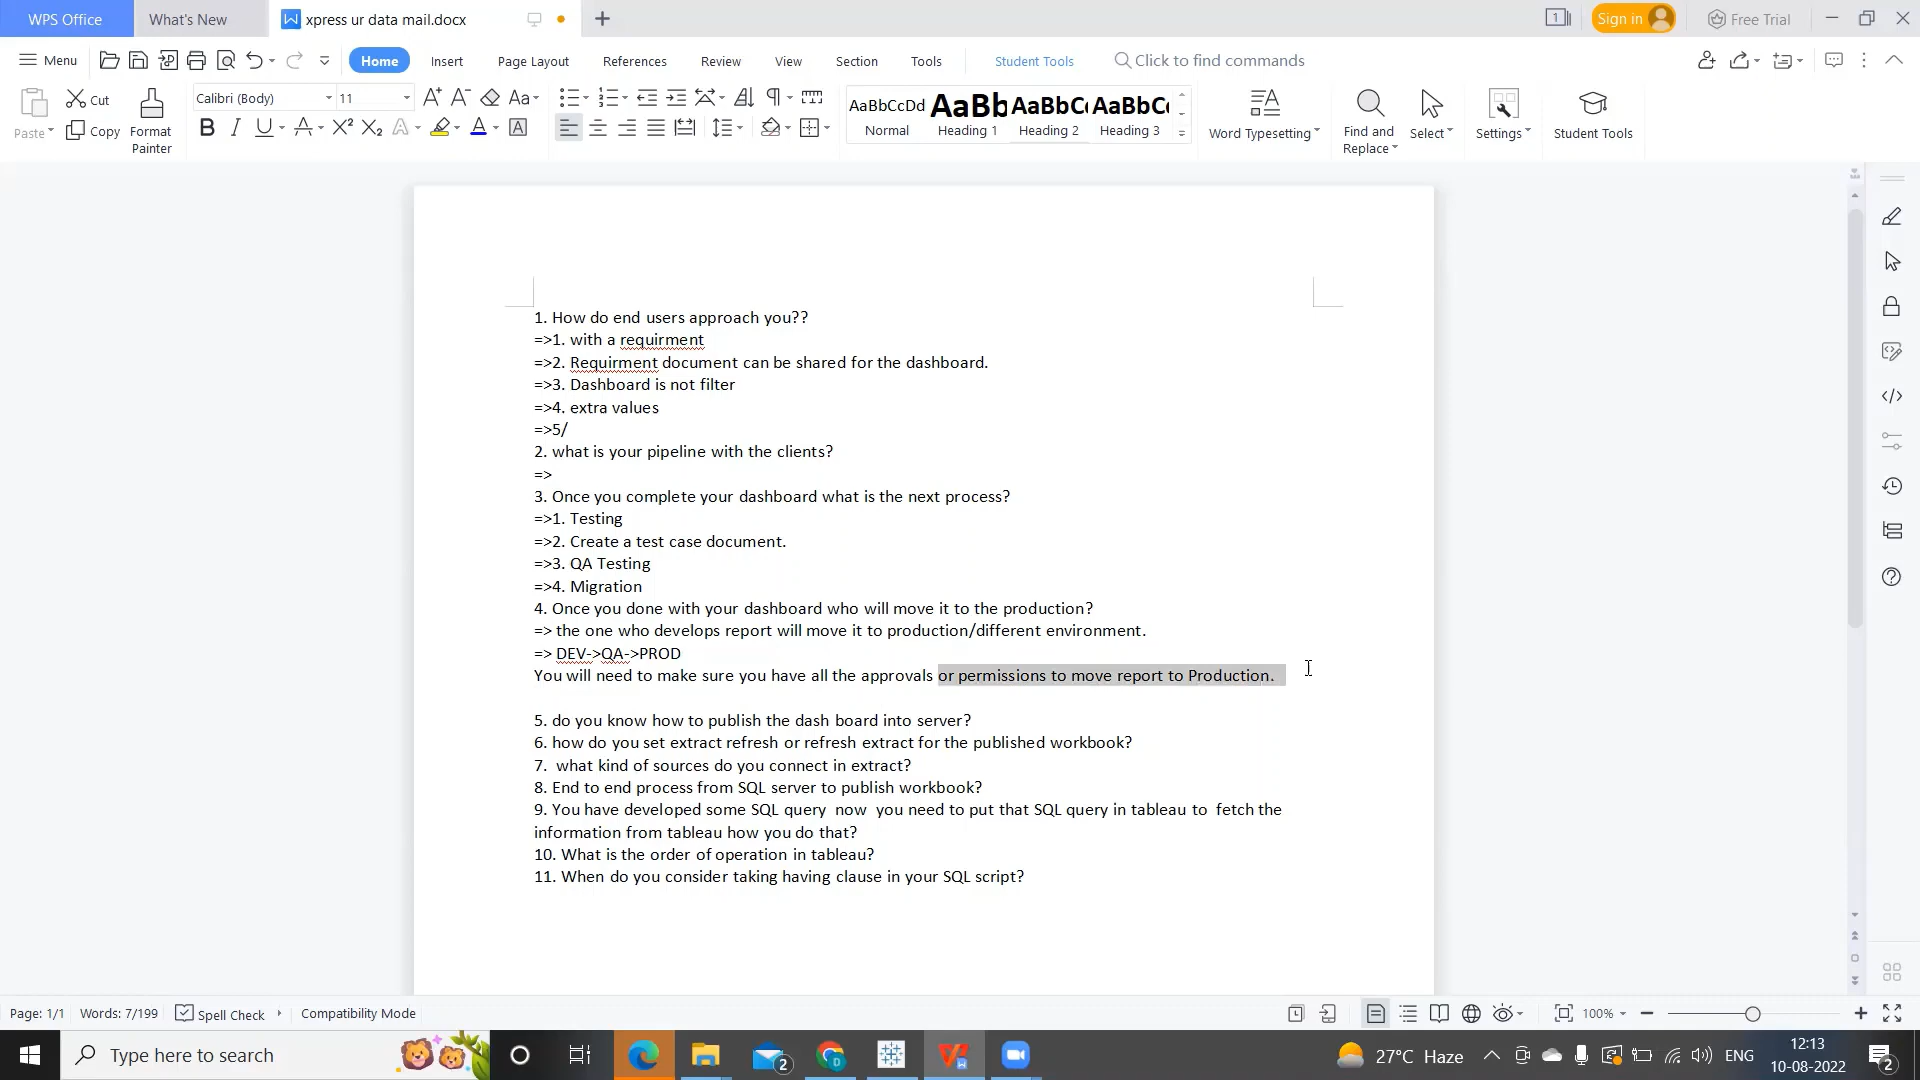 WPS Office
What's New
xpress ur data mail.docx
1
Sign in
Free Trial
Menu
Home
Insert
Page Layout
References
Review
View
Section
Tools
Student Tools
Click to find commands
Paste
Cut
Copy
Format
Painter
Calibri (Body)
11
AaBbCcDd
Normal
AaBb
Heading 1
AaBbC
Heading 2
AaBbC
Heading 3
Word Typesetting
Find and
Replace
Select
Settings
Student Tools
1. How do end users approach you??
=>1. with a requirment
=>2. Requirment document can be shared for the dashboard.
=>3. Dashboard is not filter
=>4. extra values
=>5/
2. what is your pipeline with the clients?
=>
3. Once you complete your dashboard what is the next process?
=>1. Testing
=>2. Create a test case document.
=>3. QA Testing
=>4. Migration
4. Once you done with your dashboard who will move it to the production?
=> the one who develops report will move it to production/different environment.
=> DEV->QA->PROD
You will need to make sure you have all the approvals or permissions to move report to Production.
5. do you know how to publish the dash board into server?
6. how do you set extract refresh or refresh extract for the published workbook?
7.  what kind of sources do you connect in extract?
8. End to end process from SQL server to publish workbook?
9. You have developed some SQL query  now  you need to put that SQL query in tableau to  fetch the
information from tableau how you do that?
10. What is the order of operation in tableau?
11. When do you consider taking having clause in your SQL script?
Page: 1/1
Words: 7/199
Spell Check
Compatibility Mode
100%
Type here to search
2
27°C Haze
ENG
12:13
10-08-2022
2